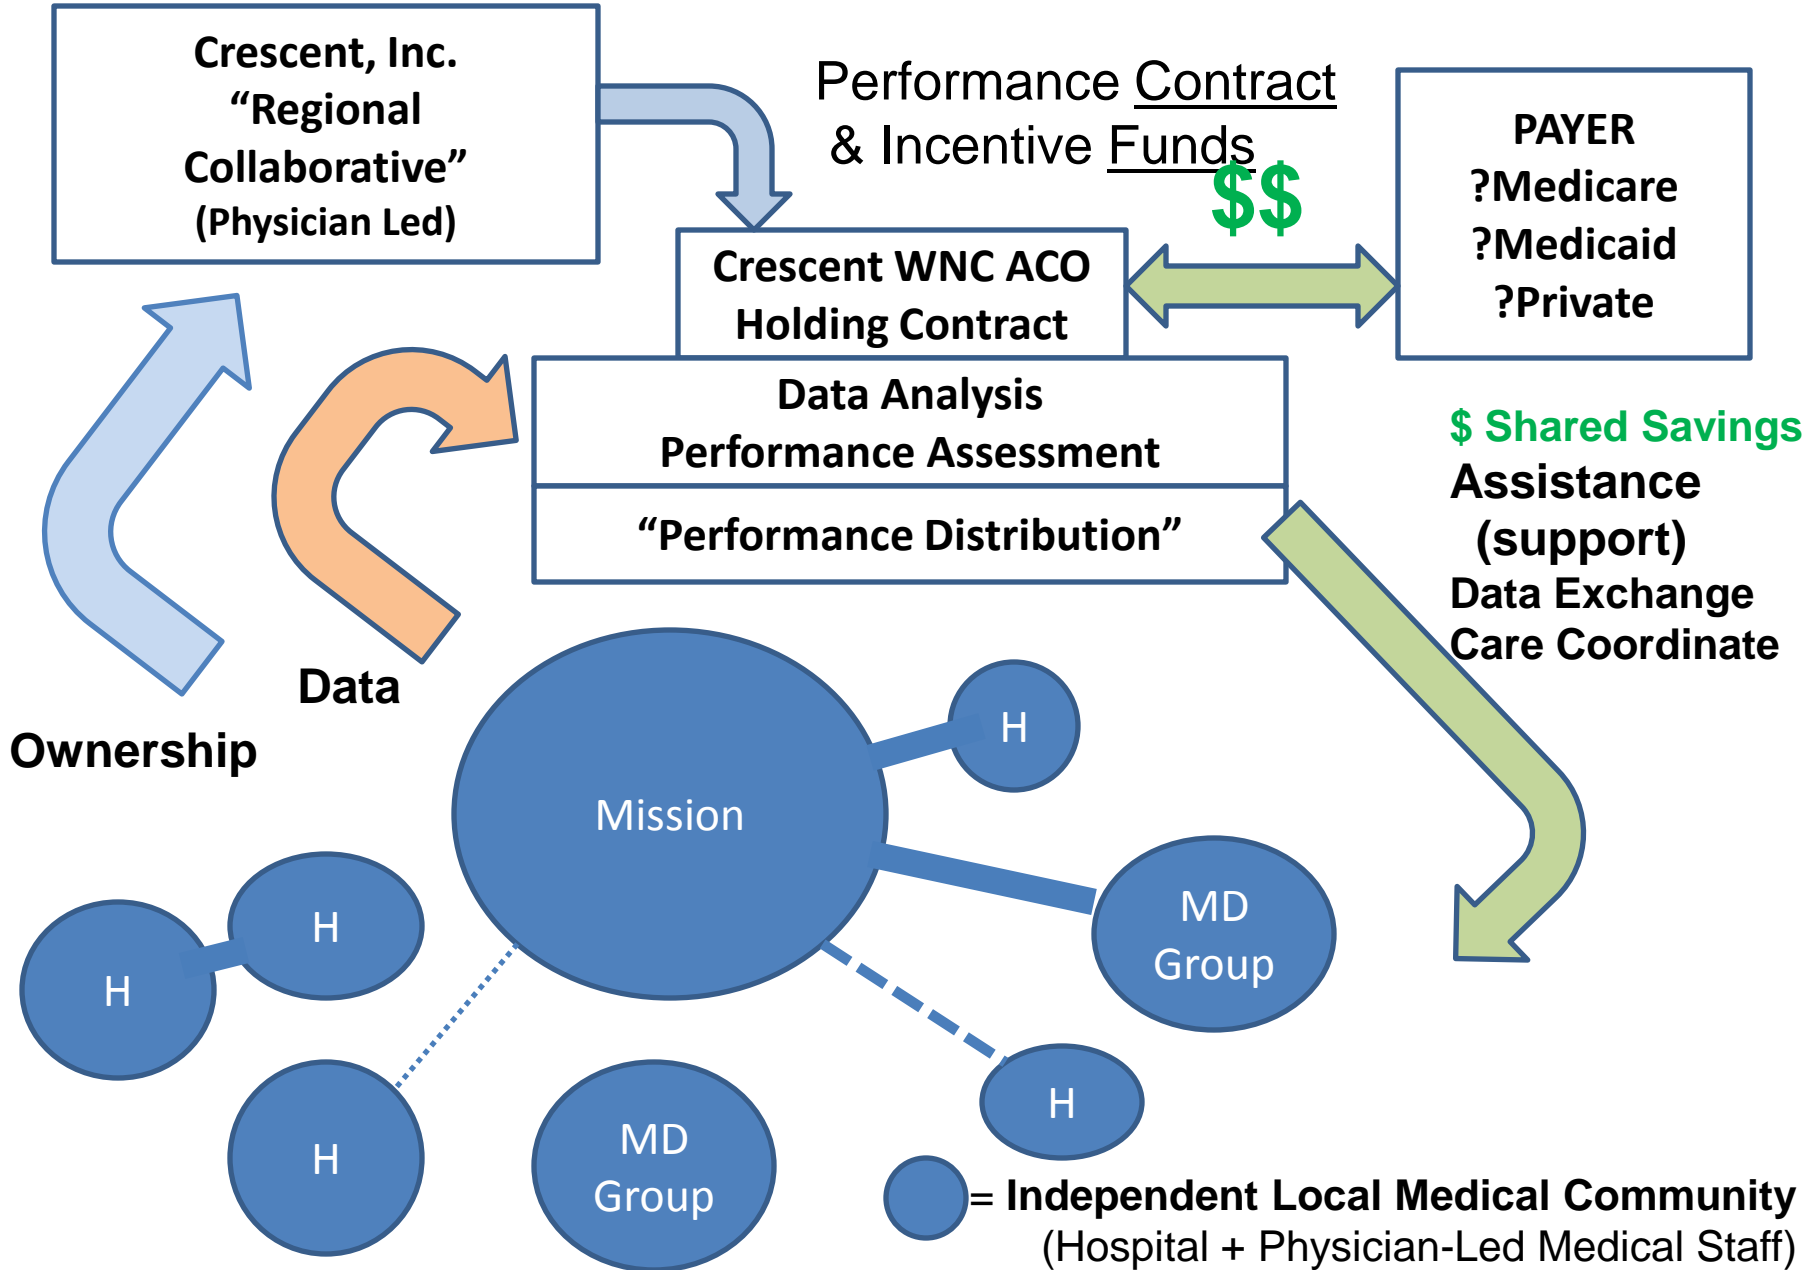 Crescent, Inc.
“Regional
Collaborative”
(Physician Led)
Performance Contract
& Incentive Funds
$$
PAYER
?Medicare
?Medicaid
?Private
Crescent WNC ACO
Holding Contract
Data Analysis
Performance Assessment
“Performance Distribution”
$ Shared Savings
Assistance
(support)
Data Exchange
Care Coordinate
Data
Ownership
Mission
H
MD
Group
H
H
H
MD
Group
H
= Independent Local Medical Community
(Hospital + Physician-Led Medical Staff)